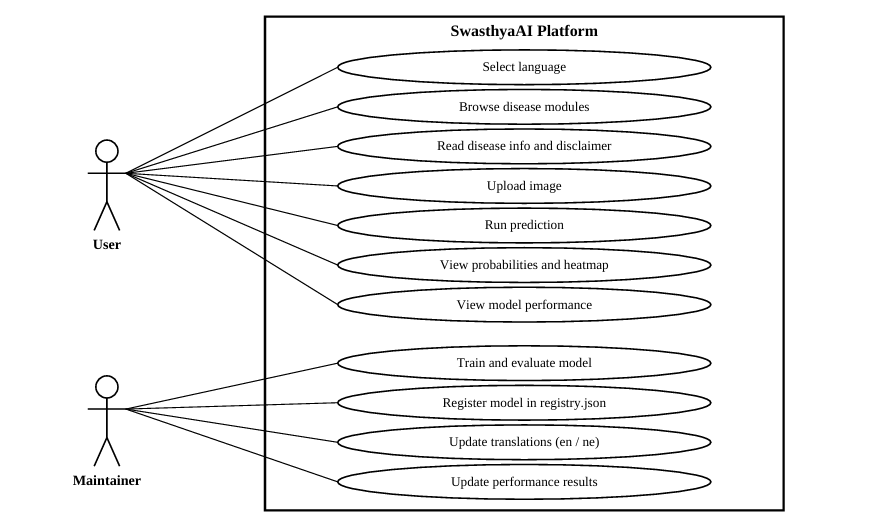 SwasthyaAI Platform
Select language
Browse disease modules
Read disease info and disclaimer
Upload image
Run prediction
User
View probabilities and heatmap
View model performance
Train and evaluate model
Register model in registry.json
Update translations (en / ne)
Maintainer
Update performance results